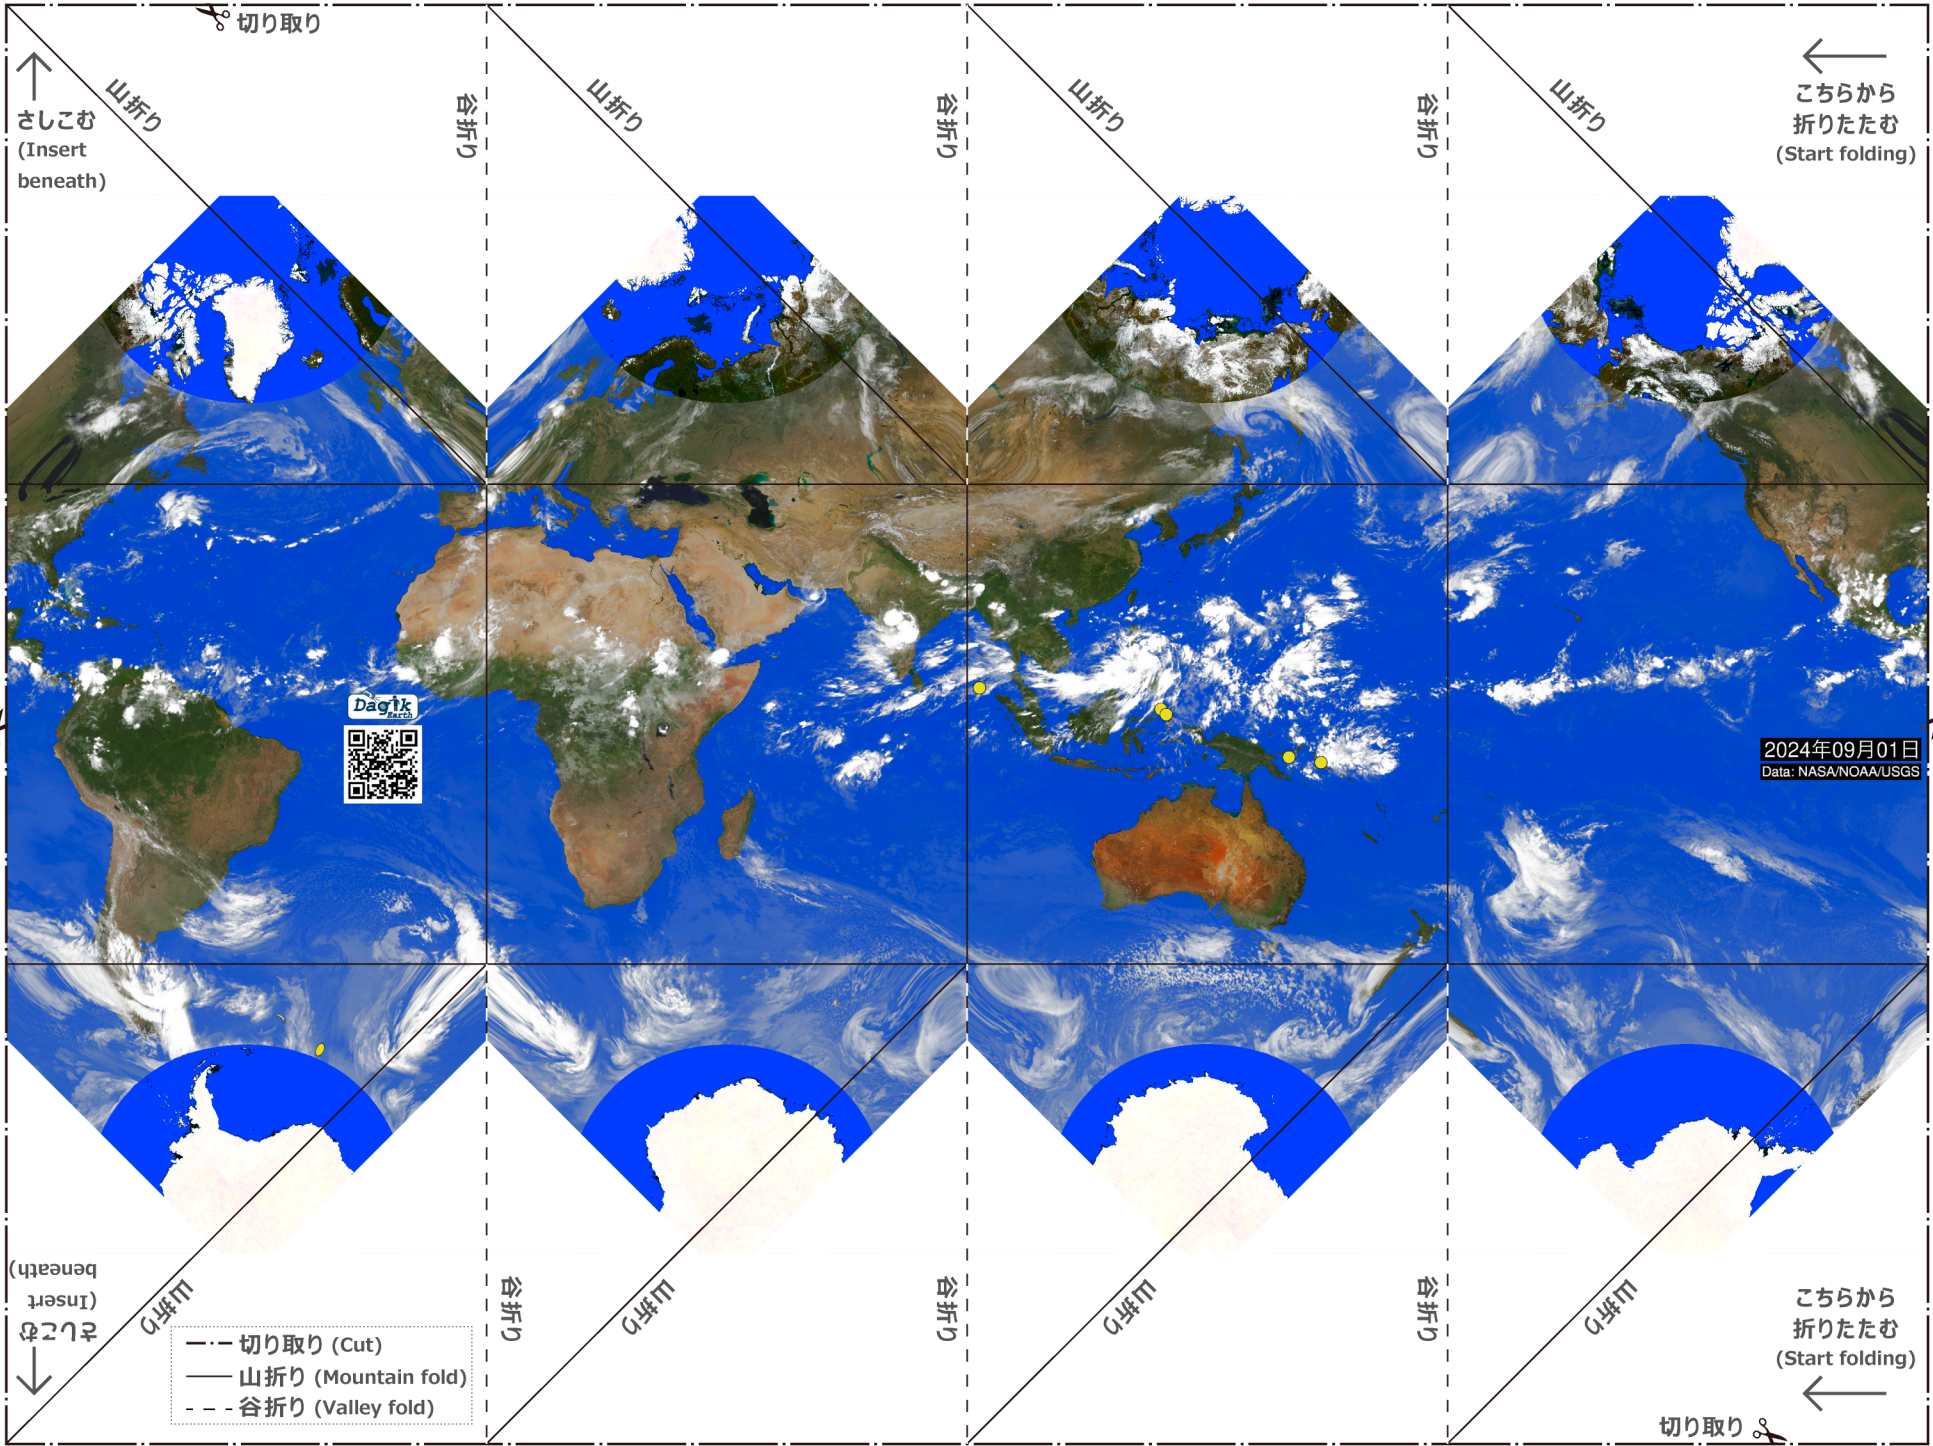 切り取り
さしこむ
(Insert
beneath)
山折り
谷折り
山折り
谷折り
山折り
谷折り
山折り
こちらから
折りたたむ
(Start folding)
Dagik
Earth
2024年09月01日
Data: NASA/NOAA/USGS
さしこむ
(Insert
beneath)
山折り
谷折り
山折り
谷折り
山折り
谷折り
山折り
こちらから
折りたたむ
(Start folding)
切り取り (Cut)
山折り (Mountain fold)
谷折り (Valley fold)
切り取り